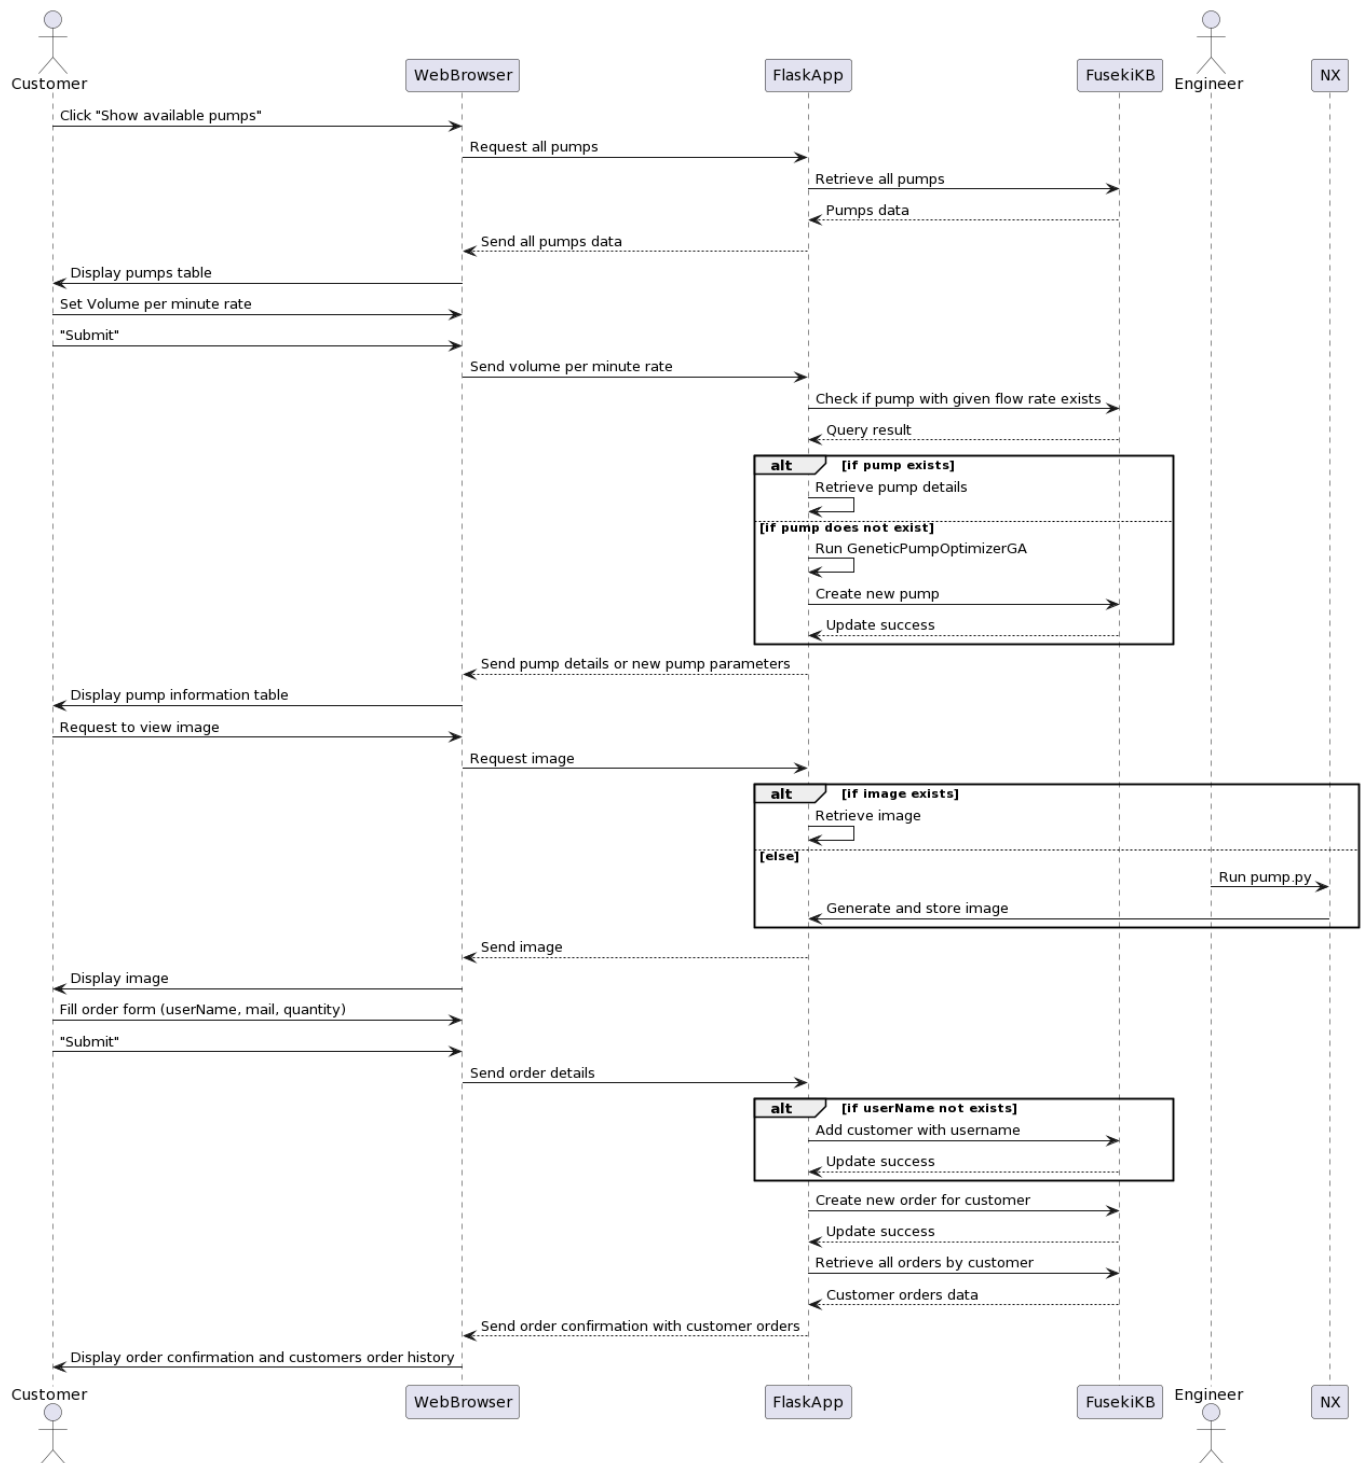 Customer
WebBrowser
FlaskApp
FusekiKB
Engineer
NX
Click "Show available pumps"
Request all pumps
Retrieve all pumps
Pumps data
Send all pumps data
Display pumps table
Set Volume per minute rate
"Submit"
Send volume per minute rate
Check if pump with given flow rate exists
Query result
alt [if pump exists]
Retrieve pump details
[if pump does not exist]
Run GeneticPumpOptimizerGA
Create new pump
Update success
Send pump details or new pump parameters
Display pump information table
Request to view image
Request image
alt [if image exists]
Retrieve image
[else]
Run pump.py
Generate and store image
Send image
Display image
Fill order form (userName, mail, quantity)
"Submit"
Send order details
alt [if userName not exists]
Add customer with username
Update success
Create new order for customer
Update success
Retrieve all orders by customer
Customer orders data
Send order confirmation with customer orders
Display order confirmation and customers order history
Customer
WebBrowser
FlaskApp
FusekiKB
Engineer
NX